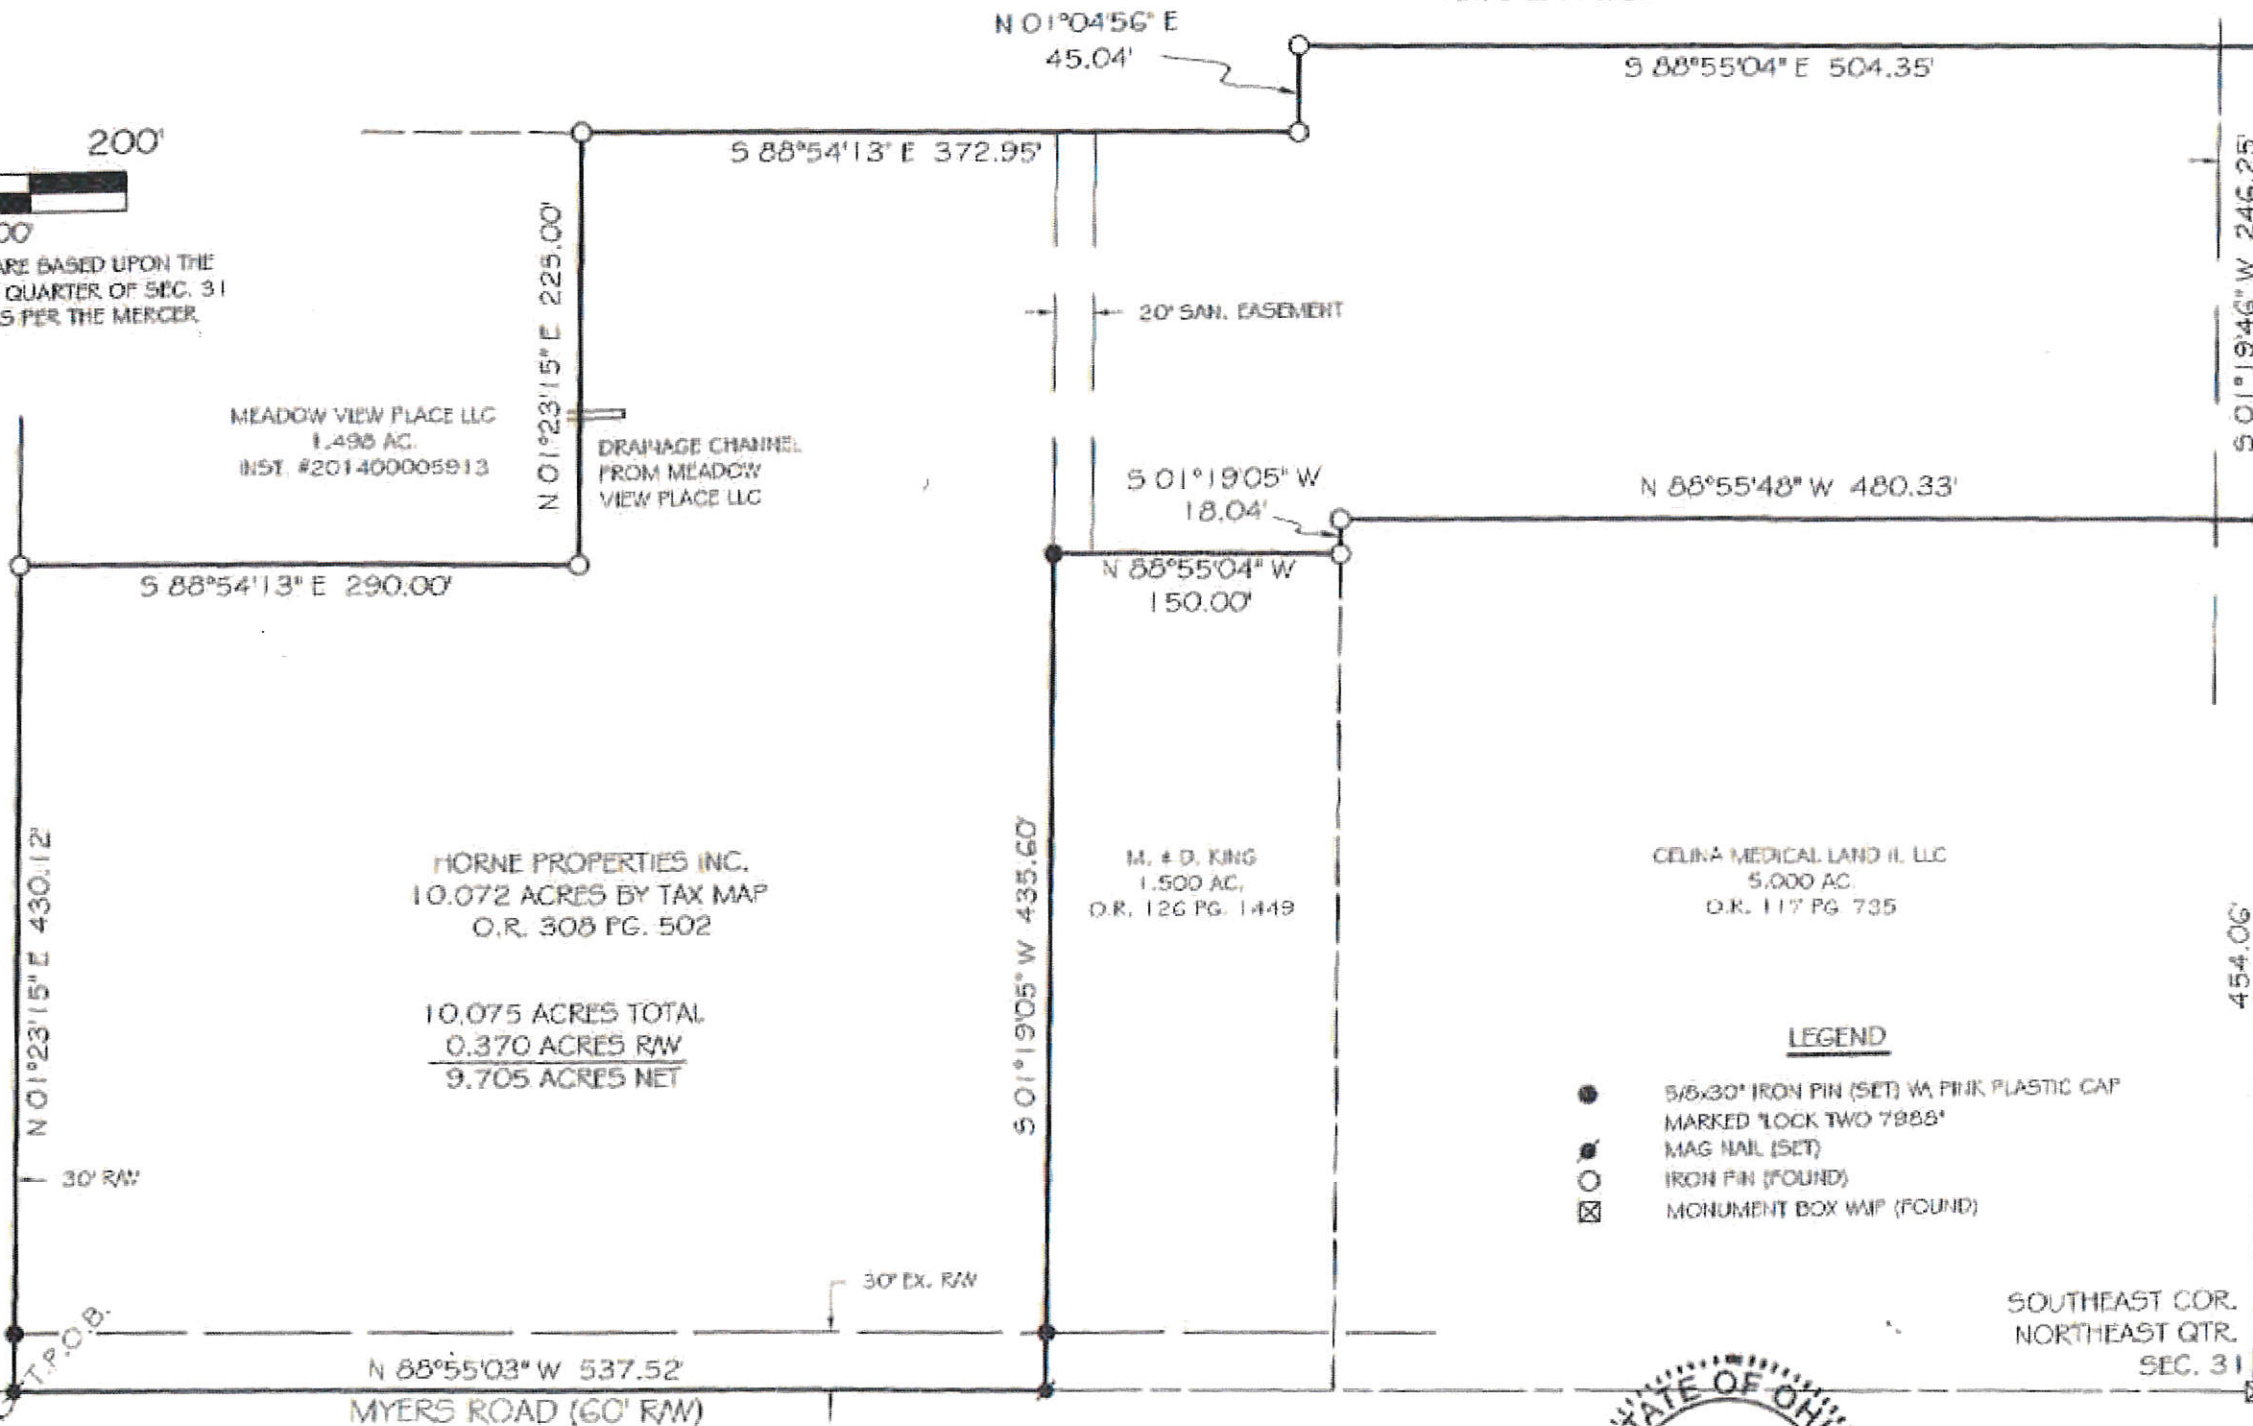 N 01°04'56" E
45.04'
S 88°55'04" E 504.35'
200'
S 88°54'13" E 372.95'
ARE BASED UPON THE
QUARTER OF SEC. 31
S PER THE MERCER
N 01°23'15" E 225.00'
S 01°19'46" W 246.25'
20' SAN. EASEMENT
MEADOW VIEW PLACE LLC
1.498 AC.
INST. #201400005913
DRAINAGE CHANNEL
FROM MEADOW
VIEW PLACE LLC
S 01°19'05" W
18.04'
N 88°55'48" W 480.33'
S 88°54'13" E 290.00'
N 88°55'04" W
150.00'
N 01°23'15" E 430.12'
HORNE PROPERTIES INC.
10.072 ACRES BY TAX MAP
O.R. 308 PG. 502
10.075 ACRES TOTAL
0.370 ACRES R/W
9.705 ACRES NET
S 01°19'05" W 435.60'
M. & D. KING
1.500 AC.
O.R. 126 PG. 1449
CELINA MEDICAL LAND II, LLC
5.000 AC.
O.R. 117 PG 735
454.06'
LEGEND
5/8x30" IRON PIN (SET) W/ PINK PLASTIC CAP
MARKED "LOCK TWO 7988"
MAG NAIL (SET)
IRON PIN (FOUND)
MONUMENT BOX W/IP (FOUND)
30' R/W
30' EX. R/W
T.P.O.B.
N 88°55'03" W 537.52'
MYERS ROAD (60' R/W)
SOUTHEAST COR.
NORTHEAST QTR.
SEC. 31
STATE OF OH